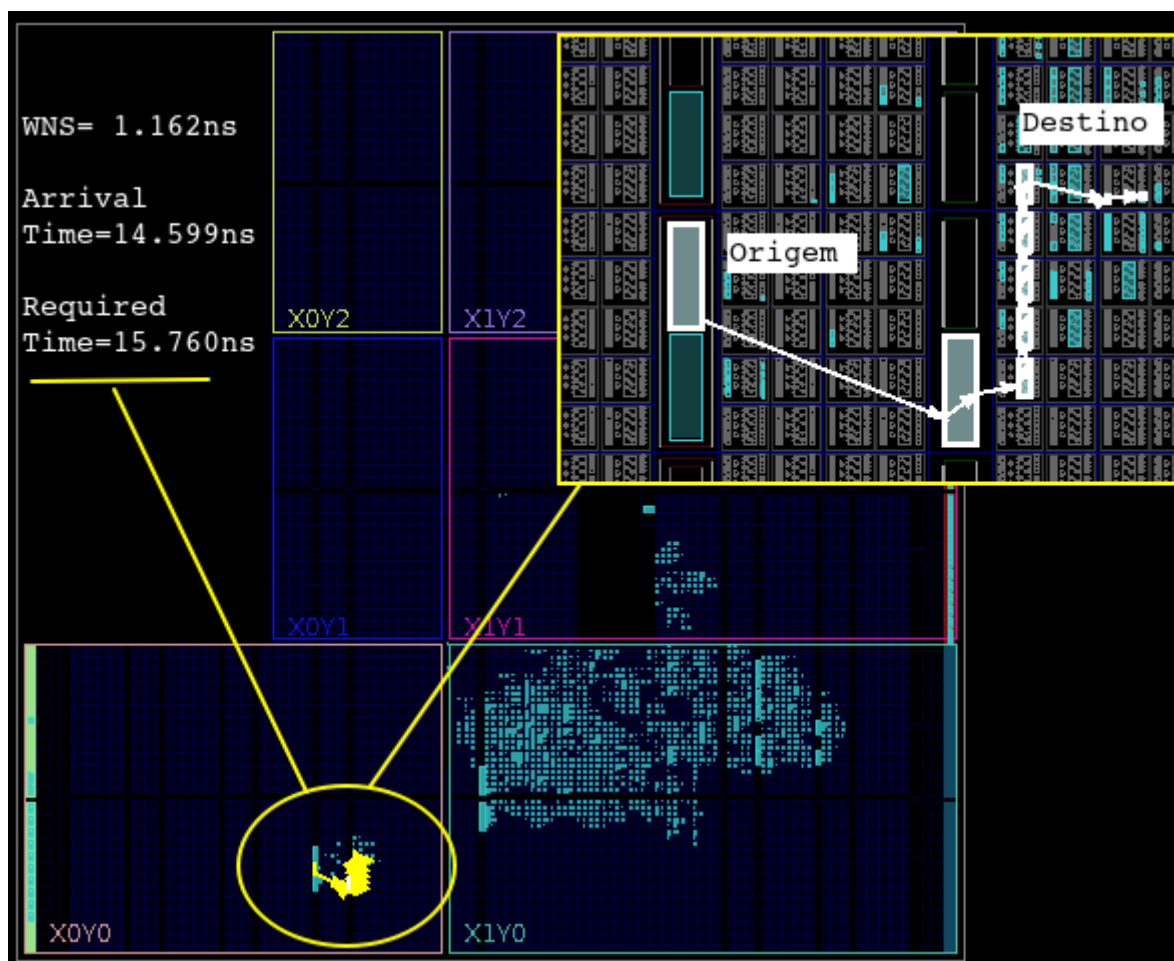 WNS= 1.162ns
Arrival
Time=14.599ns
Required
Time=15.760ns
Destino
Origem
X0Y2
X1Y2
X0Y1
X1Y1
X0Y0
X1Y0